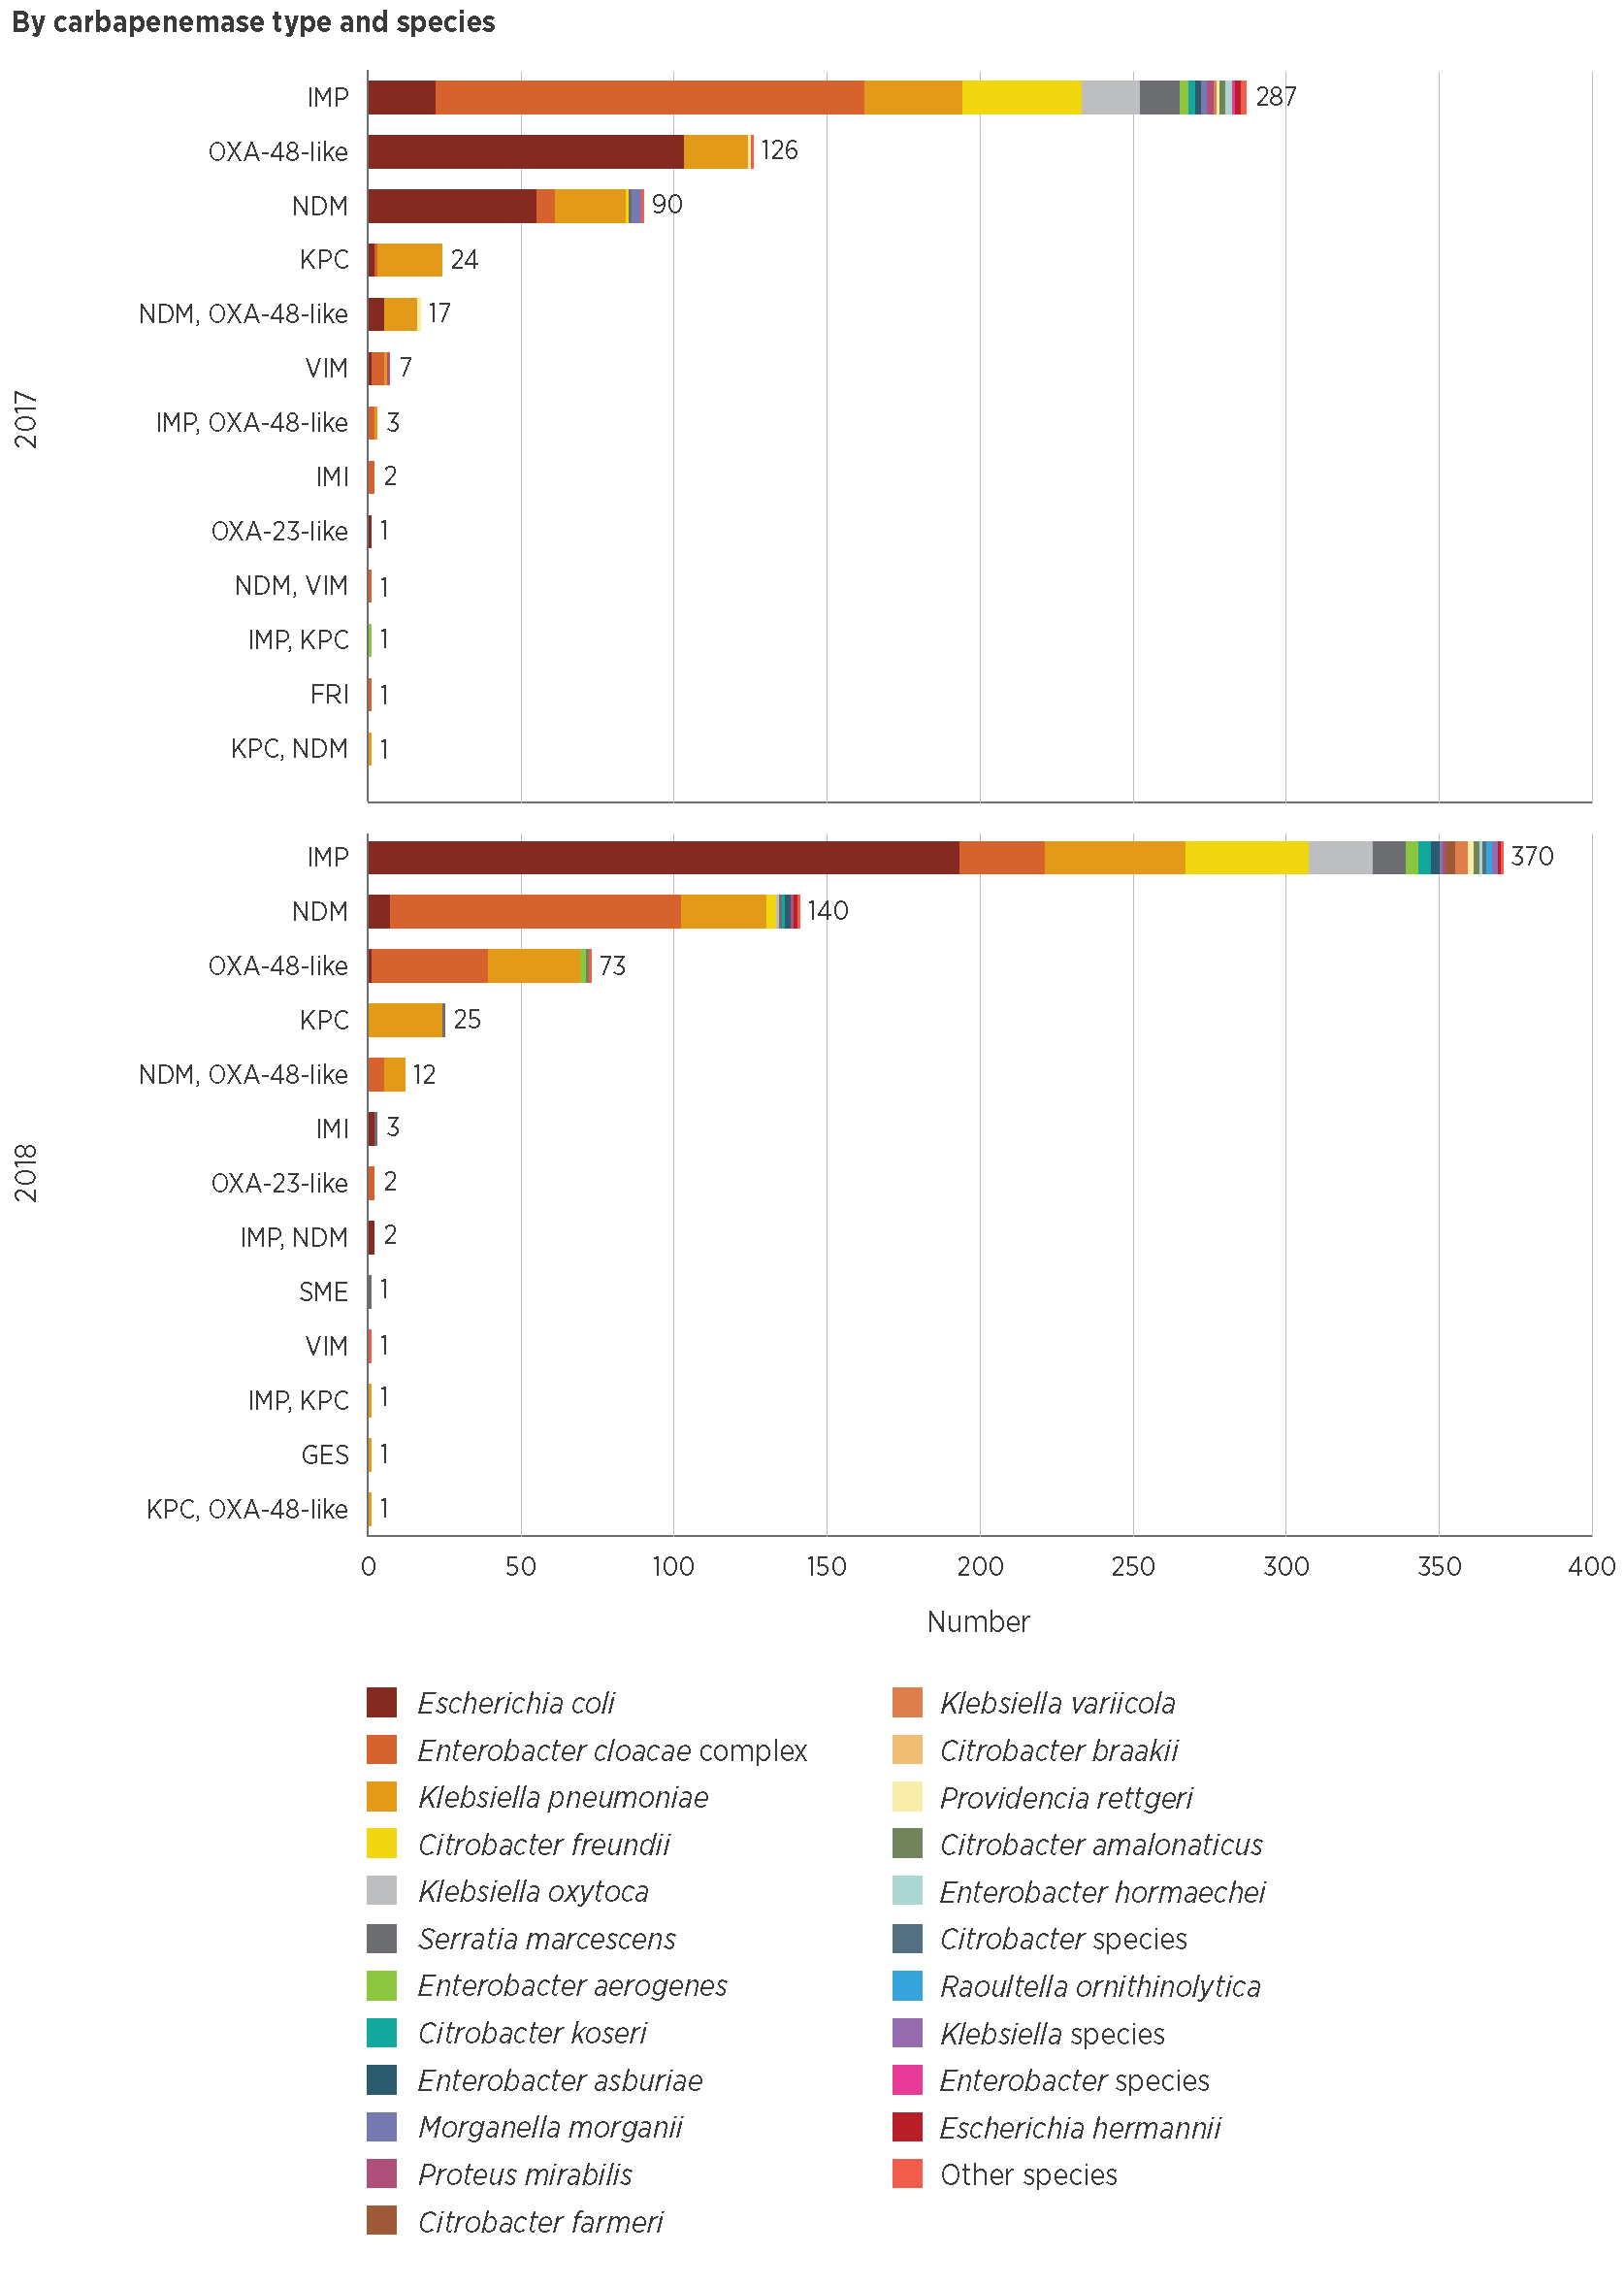 By carbapenemase type and species
2017
IMP 287
OXA-48-like 126
NDM 90
KPC 24
NDM, OXA-48-like 17
VIM 7
IMP, OXA-48-like 3
IMI 2
OXA-23-like 1
NDM, VIM 1
IMP, KPC 1
FRI 1
KPC, NDM 1
2018
IMP 370
NDM 140
OXA-48-like 73
KPC 25
NDM, OXA-48-like 12
IMI 3
OXA-23-like 2
IMP, NDM 2
SME 1
VIM 1
IMP, KPC 1
GES 1
KPC, OXA-48-like 1
0 50 100 150 200 250 300 350 400
Number
Escherichia coli
Enterobacter cloacae complex
Klebsiella pneumoniae
Citrobacter freundii
Klebsiella oxytoca
Serratia marcescens
Enterobacter aerogenes
Citrobacter koseri
Enterobacter asburiae
Morganella morganii
Proteus mirabilis
Citrobacter farmeri
Klebsiella variicola
Citrobacter braakii
Providencia rettgeri
Citrobacter amalonaticus
Enterobacter hormaechei
Citrobacter species
Raoultella ornithinolytica
Klebsiella species
Enterobacter species
Escherichia hermannii
Other species